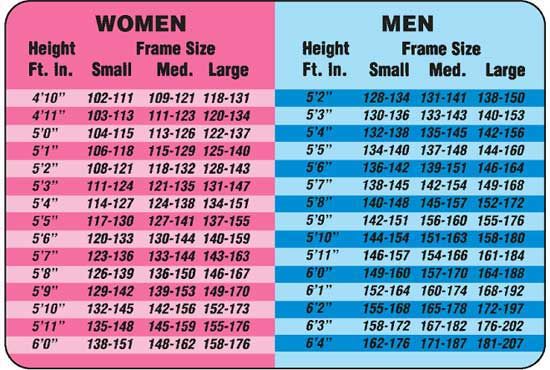 WOMEN MEN
Height Frame Size Height Frame Size
Ft. In. Small Med. Large Ft. In. Small Med. Large
4'10" 102-111 109-121 118-131 5'2" 128-134 131-141 138-150
4'11" 103-113 111-123 120-134 5'3" 130-136 133-143 140-153
5'0" 104-115 113-126 122-137 5'4" 132-138 135-145 142-156
5'1" 106-118 115-129 125-140 5'5" 134-140 137-148 144-160
5'2" 108-121 118-132 128-143 5'6" 136-142 139-151 146-164
5'3" 111-124 121-135 131-147 5'7" 138-145 142-154 149-168
5'4" 114-127 124-138 134-151 5'8" 140-148 145-157 152-172
5'5" 117-130 127-141 137-155 5'9" 142-151 156-160 155-176
5'6" 120-133 130-144 140-159 5'10" 144-154 151-163 158-180
5'7" 123-136 133-144 143-163 5'11" 146-157 154-166 161-184
5'8" 126-139 136-150 146-167 6'0" 149-160 157-170 164-188
5'9" 129-142 139-153 149-170 6'1" 152-164 160-174 168-192
5'10" 132-145 142-156 152-173 6'2" 155-168 165-178 172-197
5'11" 135-148 145-159 155-176 6'3" 158-172 167-182 176-202
6'0" 138-151 148-162 158-176 6'4" 162-176 171-187 181-207